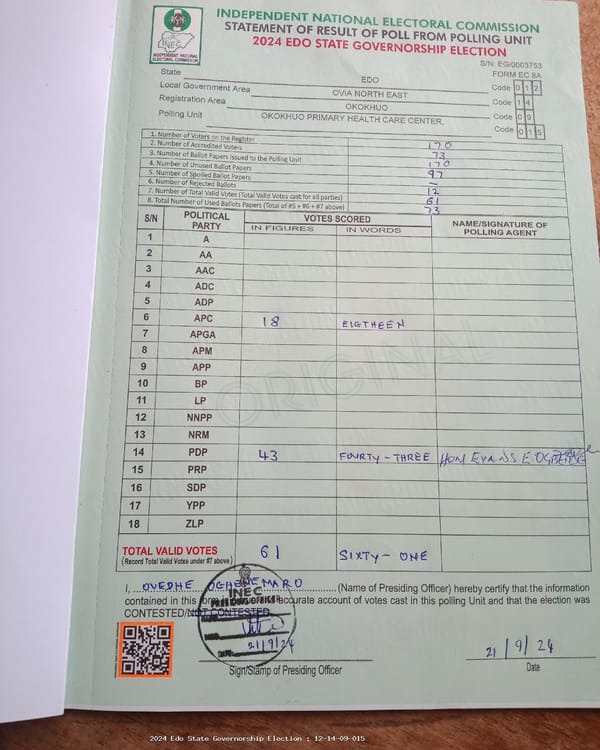 INDEPENDENT NATIONAL ELECTORAL COMMISSION
STATEMENT OF RESULT OF POLL FROM POLLING UNIT
2024 EDO STATE GOVERNORSHIP ELECTION
INEC
INDEPENDENT NATIONAL ELECTORAL COMMISSION
S/N: EG/0003753
FORM EC 8A
State EDO Code 0 1 2
Local Government Area OVIA NORTH EAST Code 1 4
Registration Area OKOKHUO Code 0 9
Polling Unit OKOKHUO PRIMARY HEALTH CARE CENTER, Code 0 1 5
1. Number of Voters on the Register 170
2. Number of Accredited Voters 73
3. Number of Ballot Papers Issued to the Polling Unit 170
4. Number of Unused Ballot Papers 97
5. Number of Spoiled Ballot Papers –
6. Number of Rejected Ballots 12
7. Number of Total Valid Votes (Total Valid Votes cast for all parties) 61
8. Total Number of Used Ballots Papers (Total of #5 + #6 + #7 above) 73
S/N POLITICAL PARTY VOTES SCORED NAME/SIGNATURE OF POLLING AGENT
IN FIGURES IN WORDS
1 A
2 AA
3 AAC
4 ADC
5 ADP
6 APC 18 EIGTHEEN
7 APGA
8 APM
9 APP
10 BP
11 LP
12 NNPP
13 NRM
14 PDP 43 FOURTY-THREE HON EVANS E.
15 PRP
16 SDP
17 YPP
18 ZLP
ORIGINAL
TOTAL VALID VOTES 61 SIXTY-ONE
(Record Total Valid Votes under #7 above)
I, OVEDHE OGHENEMARO (Name of Presiding Officer) hereby certify that the information
contained in this form is a true and accurate account of votes cast in this polling Unit and that the election was
CONTESTED/NOT CONTESTED
INEC
PRESIDING OFFICER
21/9/24
Sign/Stamp of Presiding Officer
21/9/24
Date
2024 Edo State Governorship Election : 12-14-09-015